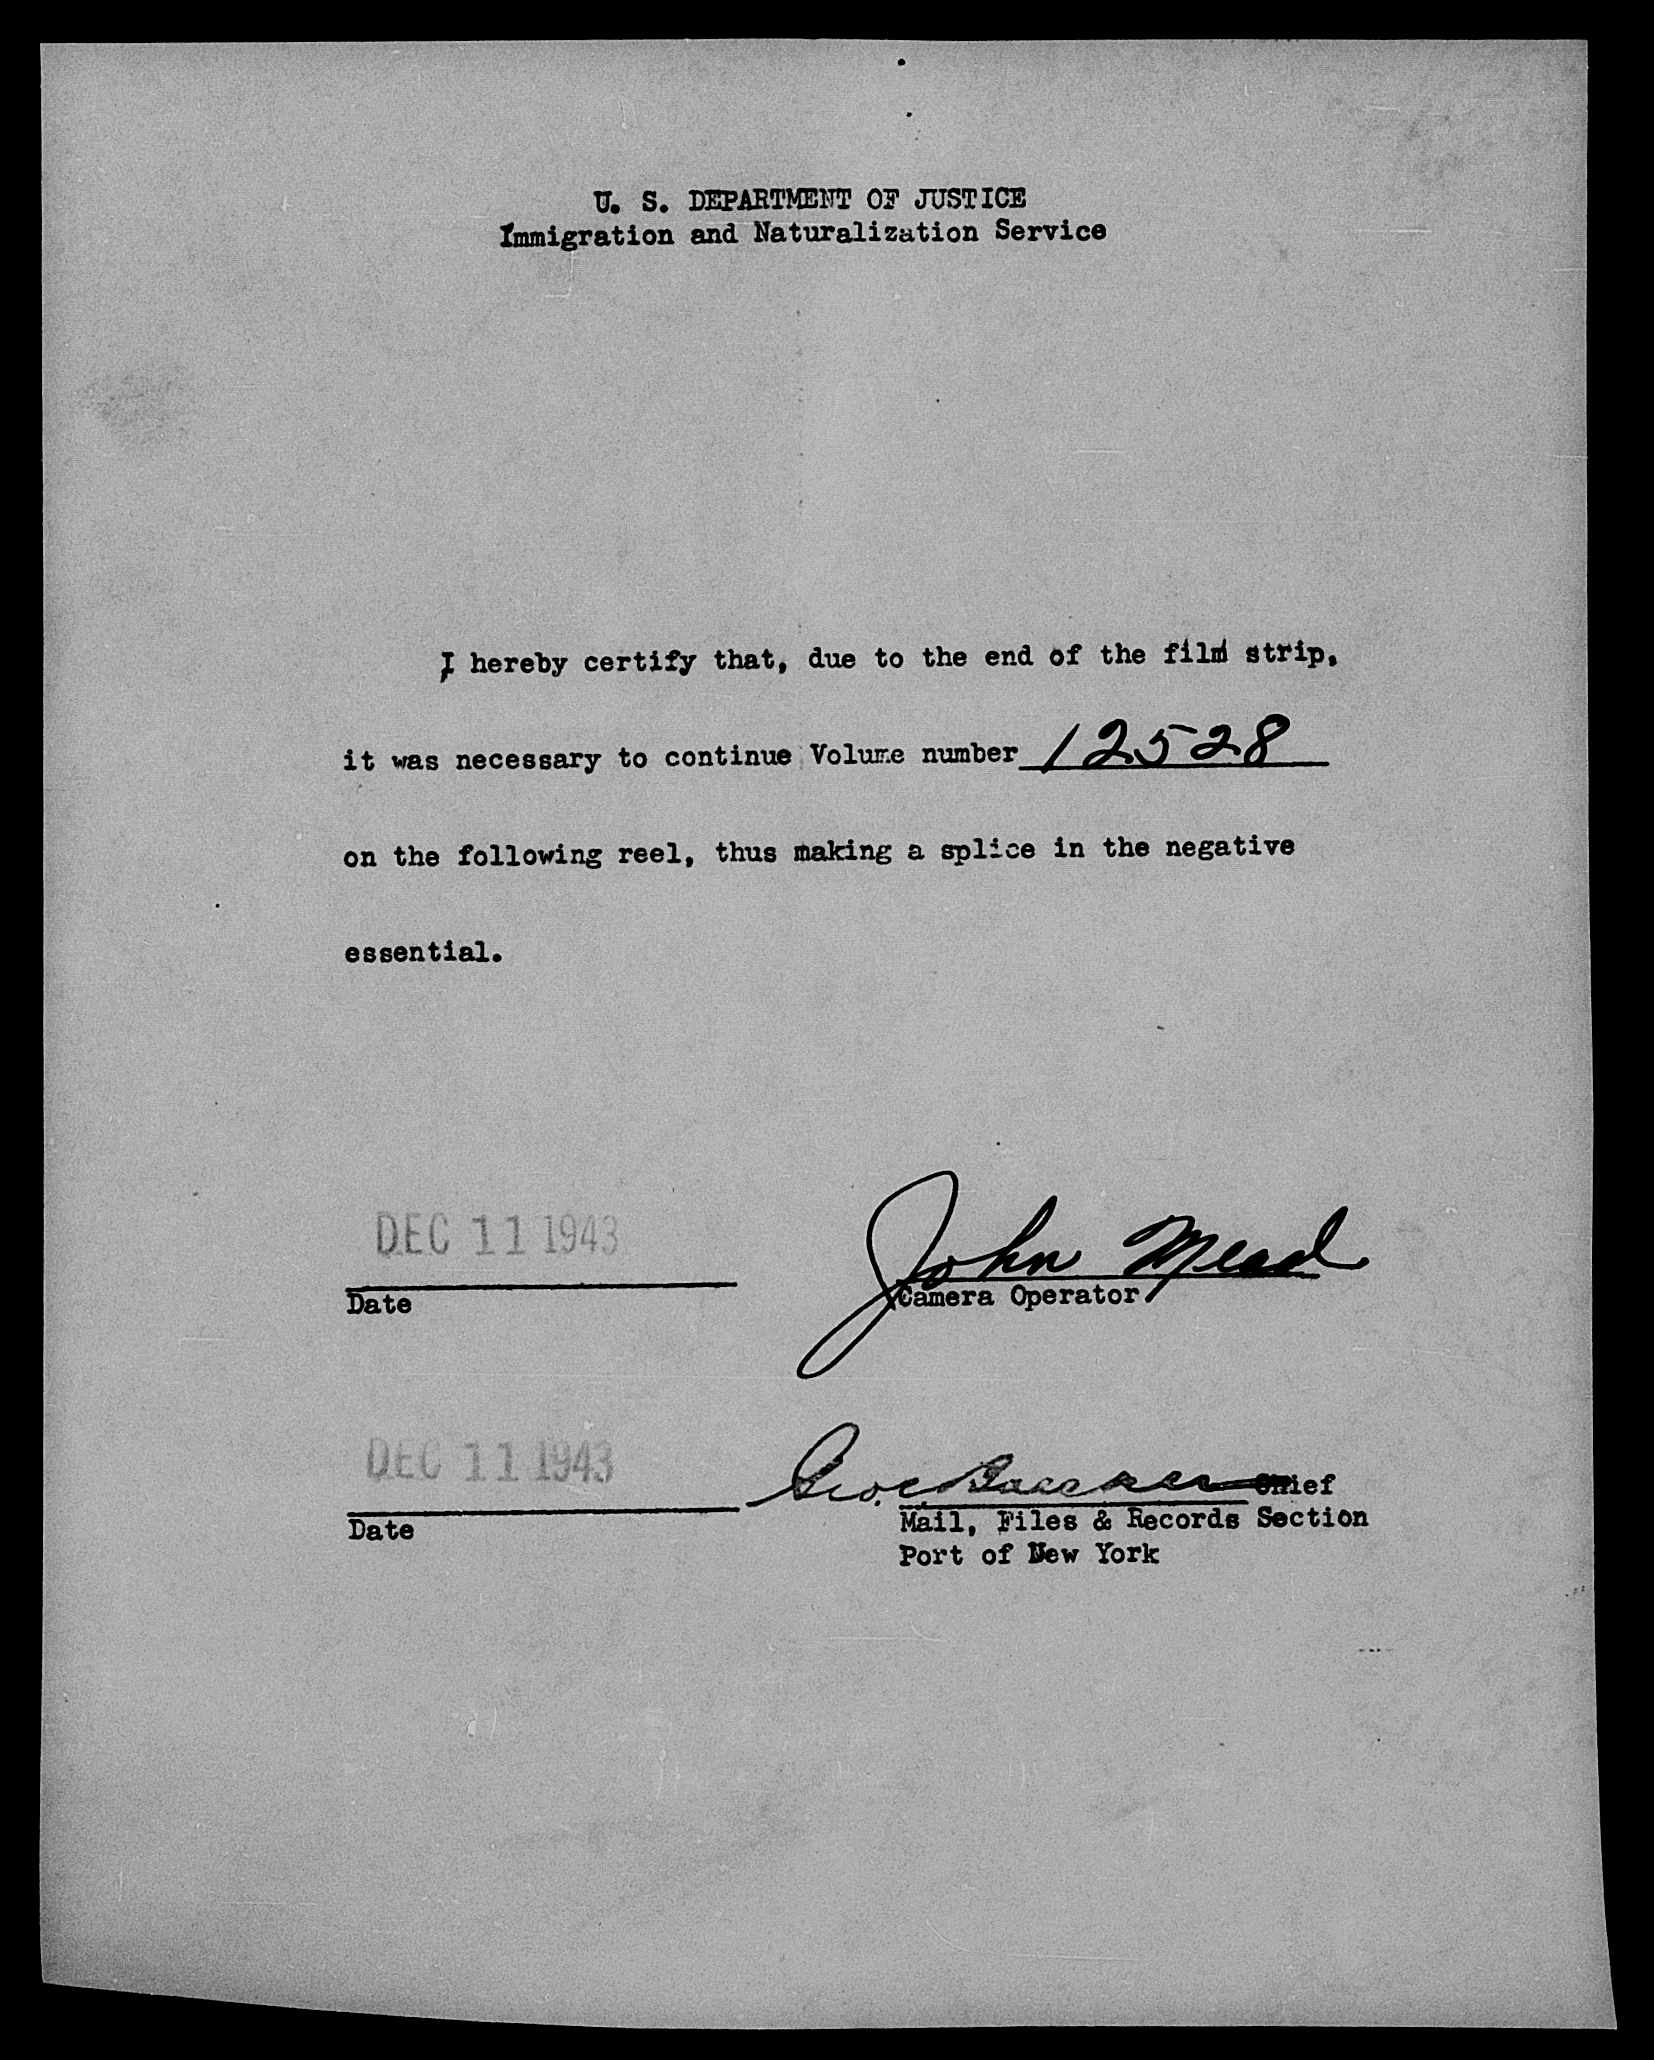 U. S. DEPARTMENT OF JUSTICE
Immigration and Naturalization Service
I hereby certify that, due to the end of the film strip,
it was necessary to continue Volume number 12528
on the following reel, thus making a splice in the negative
essential.
DEC 11 1943
John Mead
Date
Camera Operator
DEC 11 1943
Geo. Chief
Date
Mail, Files & Records Section
Port of New York